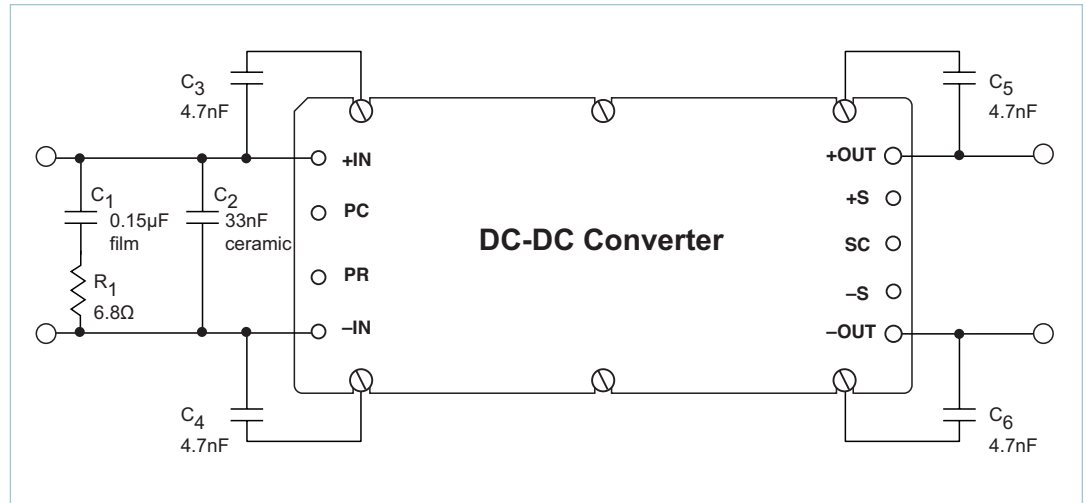 C3
4.7nF
C5
4.7nF
+IN
+OUT
C1
0.15µF
film
C2
33nF
ceramic
PC
+S
DC-DC Converter
SC
R1
6.8Ω
PR
–S
–IN
–OUT
C4
4.7nF
C6
4.7nF